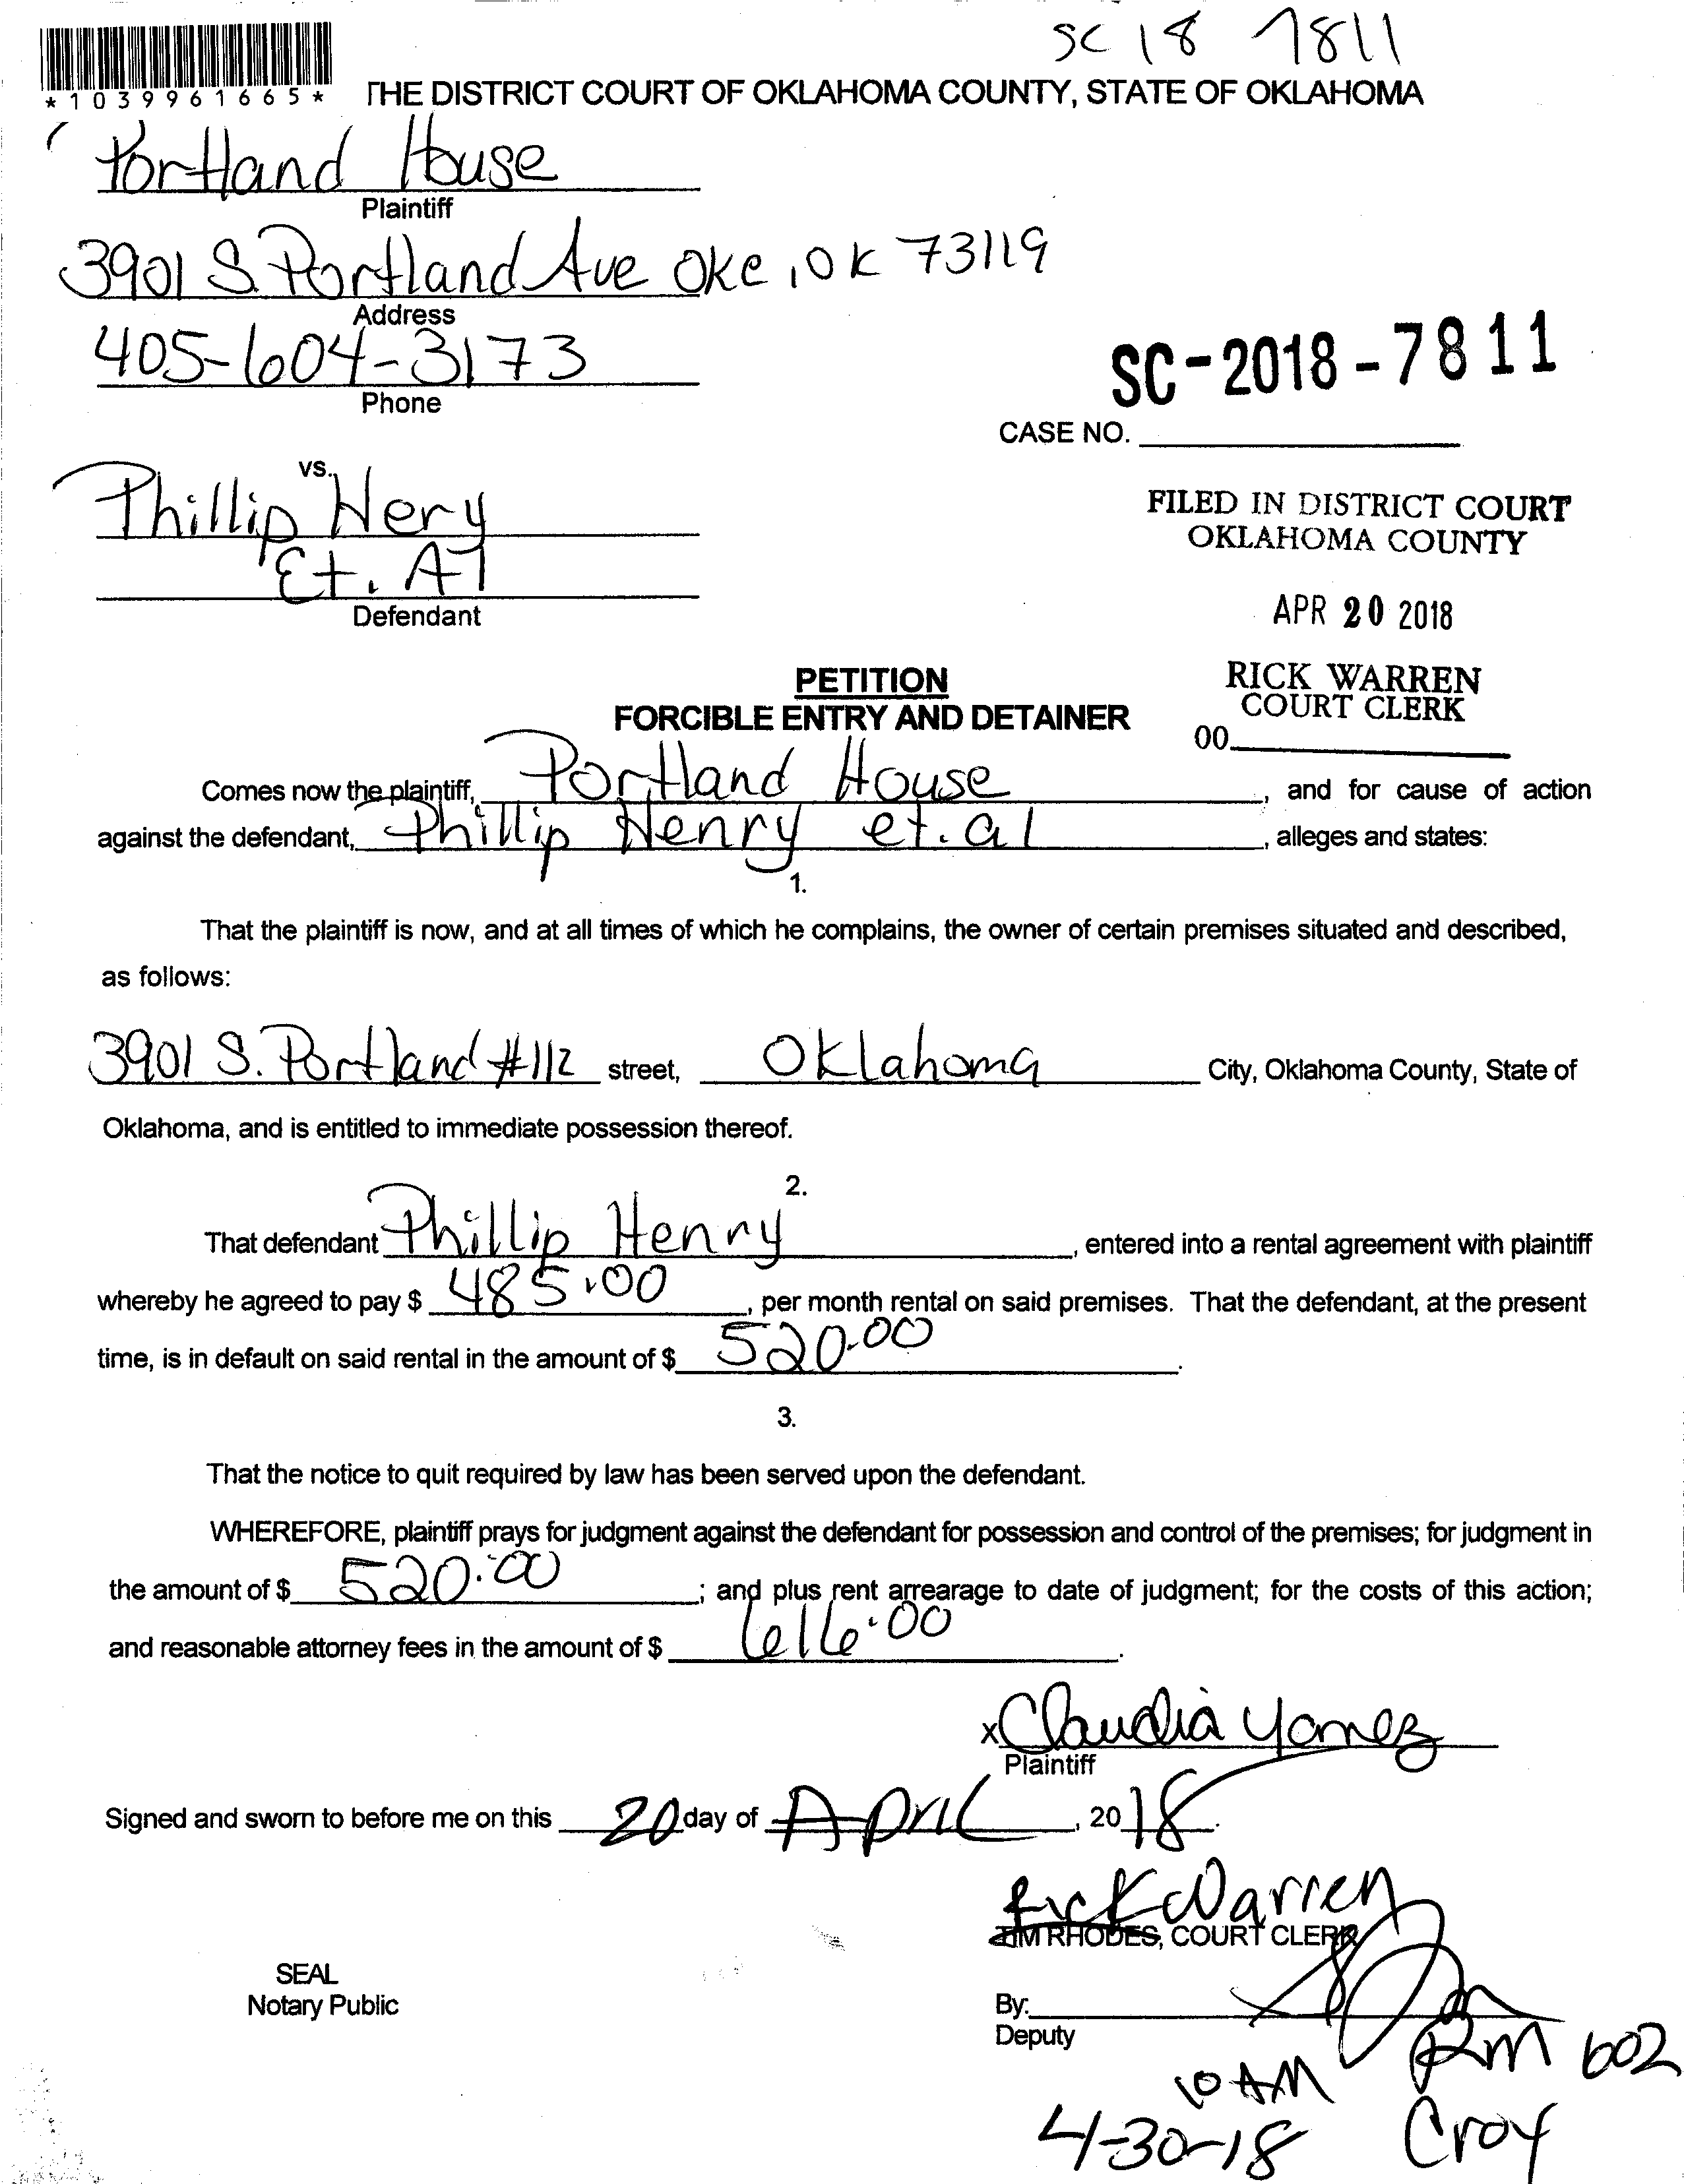 SC 18 7811
*1039961665*
THE DISTRICT COURT OF OKLAHOMA COUNTY, STATE OF OKLAHOMA
Portland House
Plaintiff
3901 S. Portland Ave OKC, OK 73119
Address
405-604-3173
Phone
SC-2018-7811
CASE NO.
vs.
Phillip Hery
Et. Al
Defendant
FILED IN DISTRICT COURT
OKLAHOMA COUNTY
APR 20 2018
RICK WARREN
COURT CLERK
00
PETITION
FORCIBLE ENTRY AND DETAINER
Comes now the plaintiff, Portland House, and for cause of action
against the defendant, Phillip Henry et. al, alleges and states:
1.
That the plaintiff is now, and at all times of which he complains, the owner of certain premises situated and described,
as follows:
3901 S. Portland #112 street, Oklahoma City, Oklahoma County, State of
Oklahoma, and is entitled to immediate possession thereof.
2.
That defendant Phillip Henry, entered into a rental agreement with plaintiff
whereby he agreed to pay $ 485.00, per month rental on said premises. That the defendant, at the present
time, is in default on said rental in the amount of $ 520.00.
3.
That the notice to quit required by law has been served upon the defendant.
WHEREFORE, plaintiff prays for judgment against the defendant for possession and control of the premises; for judgment in
the amount of $ 520.00; and plus rent arrearage to date of judgment; for the costs of this action;
and reasonable attorney fees in the amount of $ 616.00.
x Claudia Yanez
Plaintiff
Signed and sworn to before me on this 20 day of April, 2018.
Rick Warren
TIM RHODES, COURT CLERK
SEAL
Notary Public
By:
Deputy
10 AM Rm 602
4-30-18 Croy